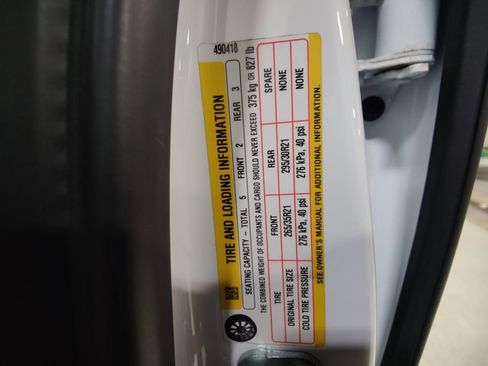 490418
TIRE AND LOADING INFORMATION
SEATING CAPACITY - TOTAL 5 FRONT 2 REAR 3
THE COMBINED WEIGHT OF OCCUPANTS AND CARGO SHOULD NEVER EXCEED 375 kg OR 827 lb
TIRE FRONT REAR SPARE
ORIGINAL TIRE SIZE 265/35R21 295/30R21 NONE
COLD TIRE PRESSURE 276 kPa, 40 psi 276 kPa, 40 psi NONE
SEE OWNER'S MANUAL FOR ADDITIONAL INFORMATION.